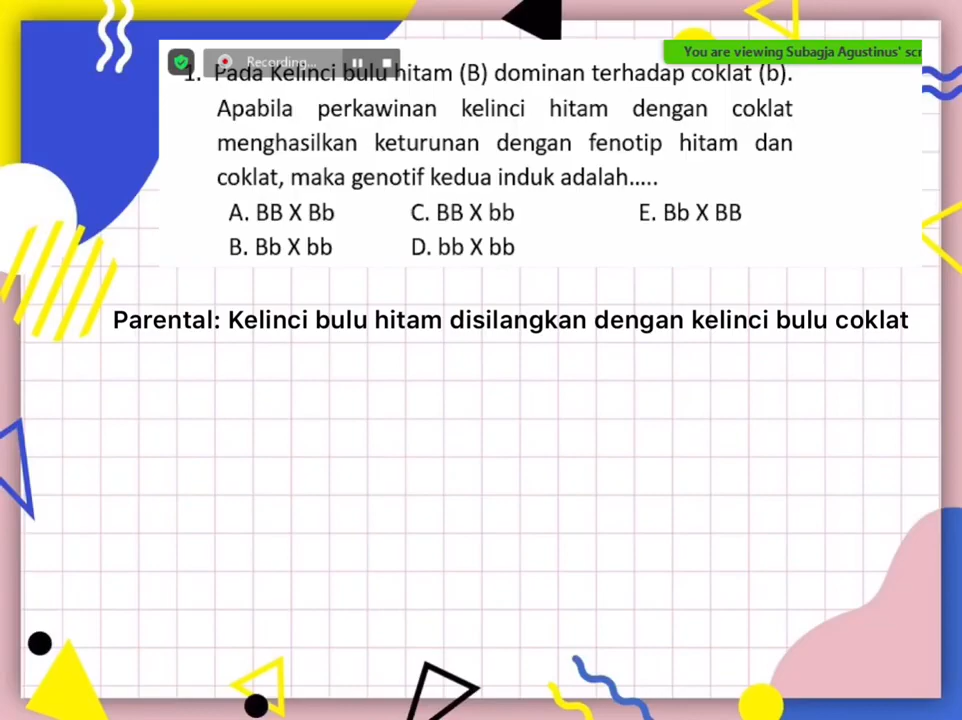 Recording...
You are viewing Subagja Agustinus' scr
1. Pada Kelinci bulu hitam (B) dominan terhadap coklat (b).
Apabila perkawinan kelinci hitam dengan coklat
menghasilkan keturunan dengan fenotip hitam dan
coklat, maka genotif kedua induk adalah.....
A. BB X Bb C. BB X bb E. Bb X BB
B. Bb X bb D. bb X bb
Parental: Kelinci bulu hitam disilangkan dengan kelinci bulu coklat